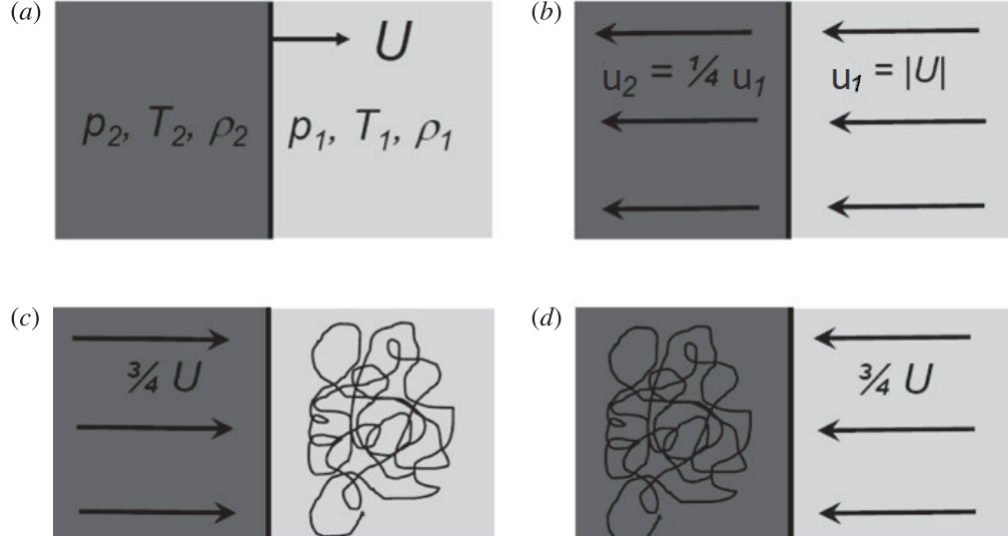 (a)
U
p₂, T₂, ρ₂
p₁, T₁, ρ₁
(b)
u₂ = ¼ u₁
u₁ = |U|
(c)
¾ U
(d)
¾ U